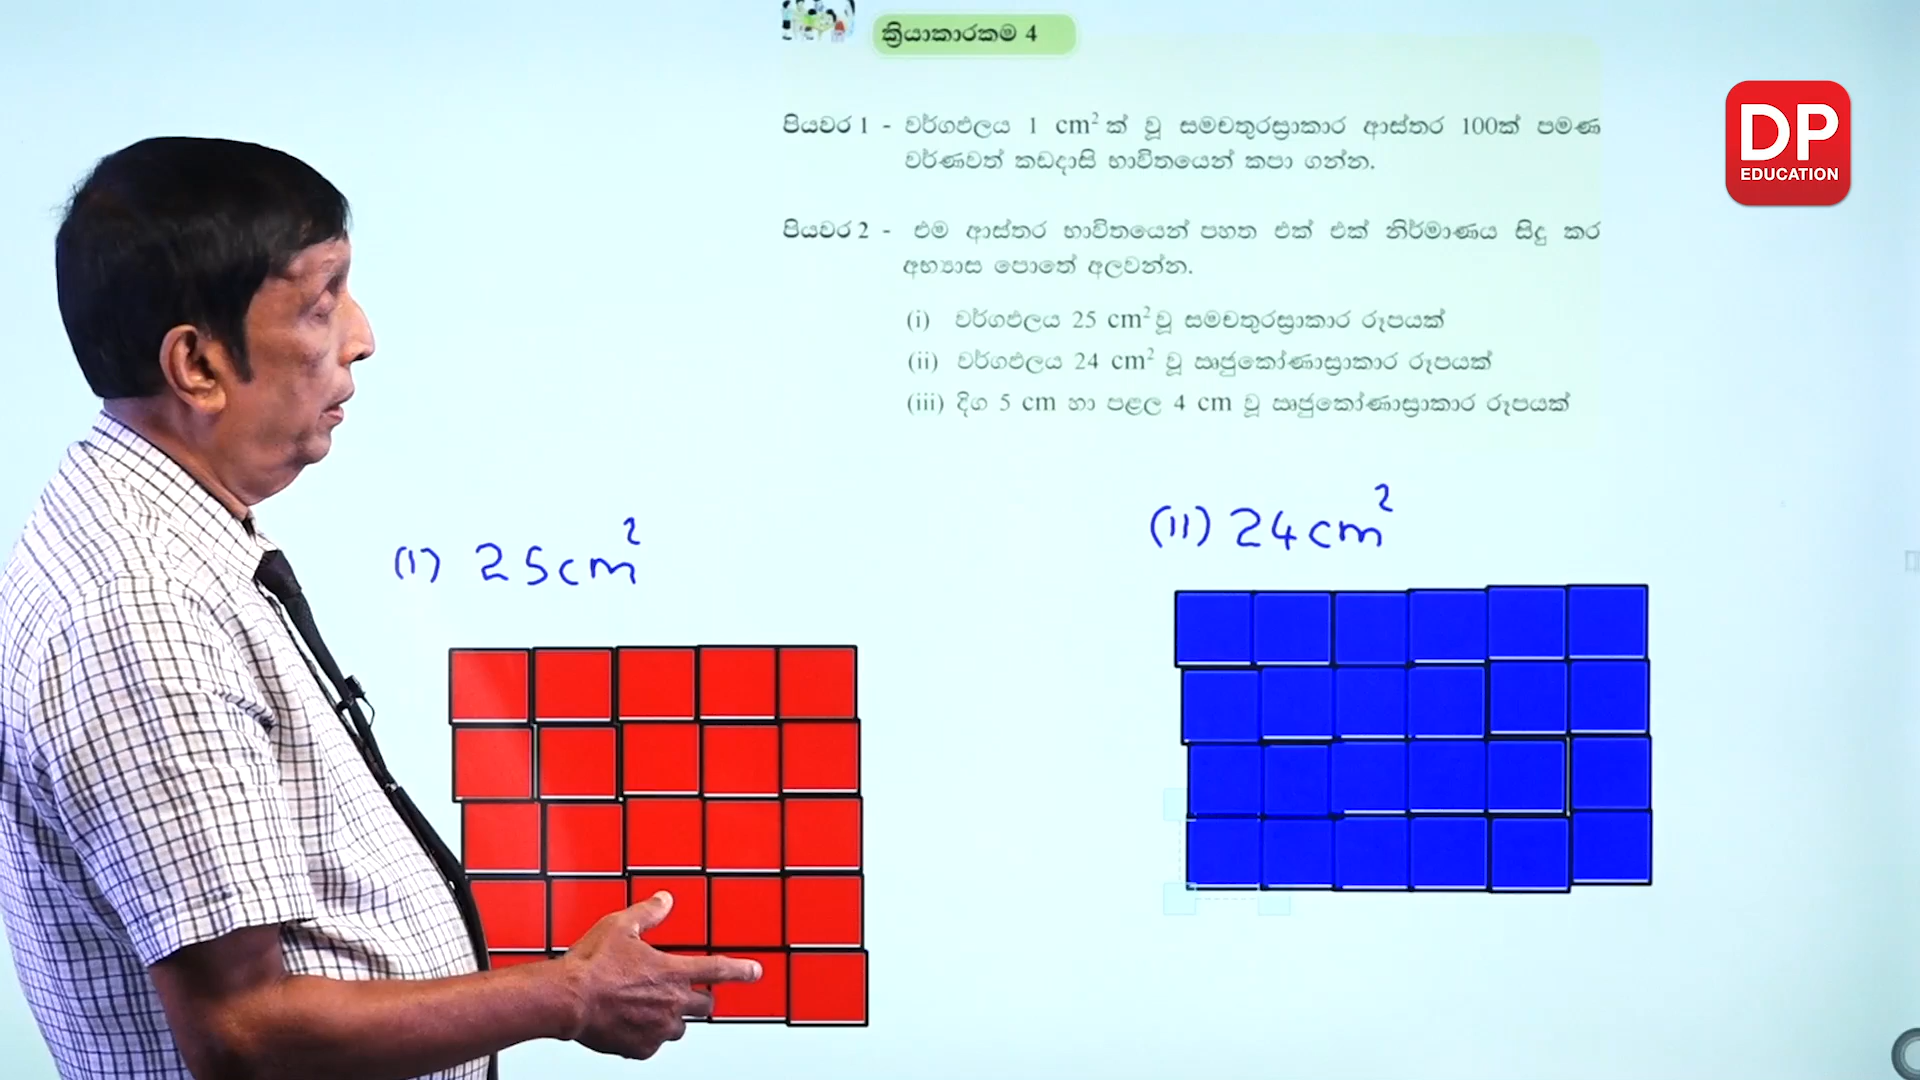 ක්‍රියාකාරකම 4
පියවර 1 - වර්ගඵලය 1 cm² ක් වූ සමචතුරස්‍රාකාර ආස්තර 100ක් පමණ
වර්ණවත් කඩදාසි භාවිතයෙන් කපා ගන්න.
DP
EDUCATION
පියවර 2 - එම ආස්තර භාවිතයෙන් පහත එක් එක් නිර්මාණය සිදු කර
අභ්‍යාස පොතේ අලවන්න.
(i) වර්ගඵලය 25 cm² වූ සමචතුරස්‍රාකාර රූපයක්
(ii) වර්ගඵලය 24 cm² වූ ඍජුකෝණාස්‍රාකාර රූපයක්
(iii) දිග 5 cm හා පළල 4 cm වූ ඍජුකෝණාස්‍රාකාර රූපයක්
(I) 25cm²
(II) 24cm²